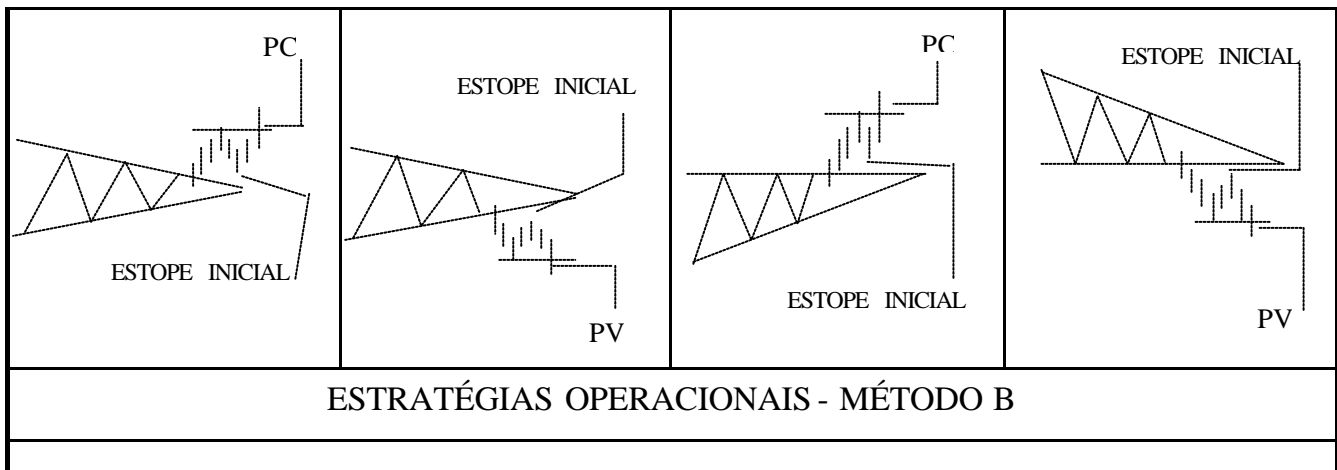 PC
ESTOPE INICIAL
ESTOPE INICIAL
PV
PC
ESTOPE INICIAL
ESTOPE INICIAL
PV
ESTRATÉGIAS OPERACIONAIS - MÉTODO B